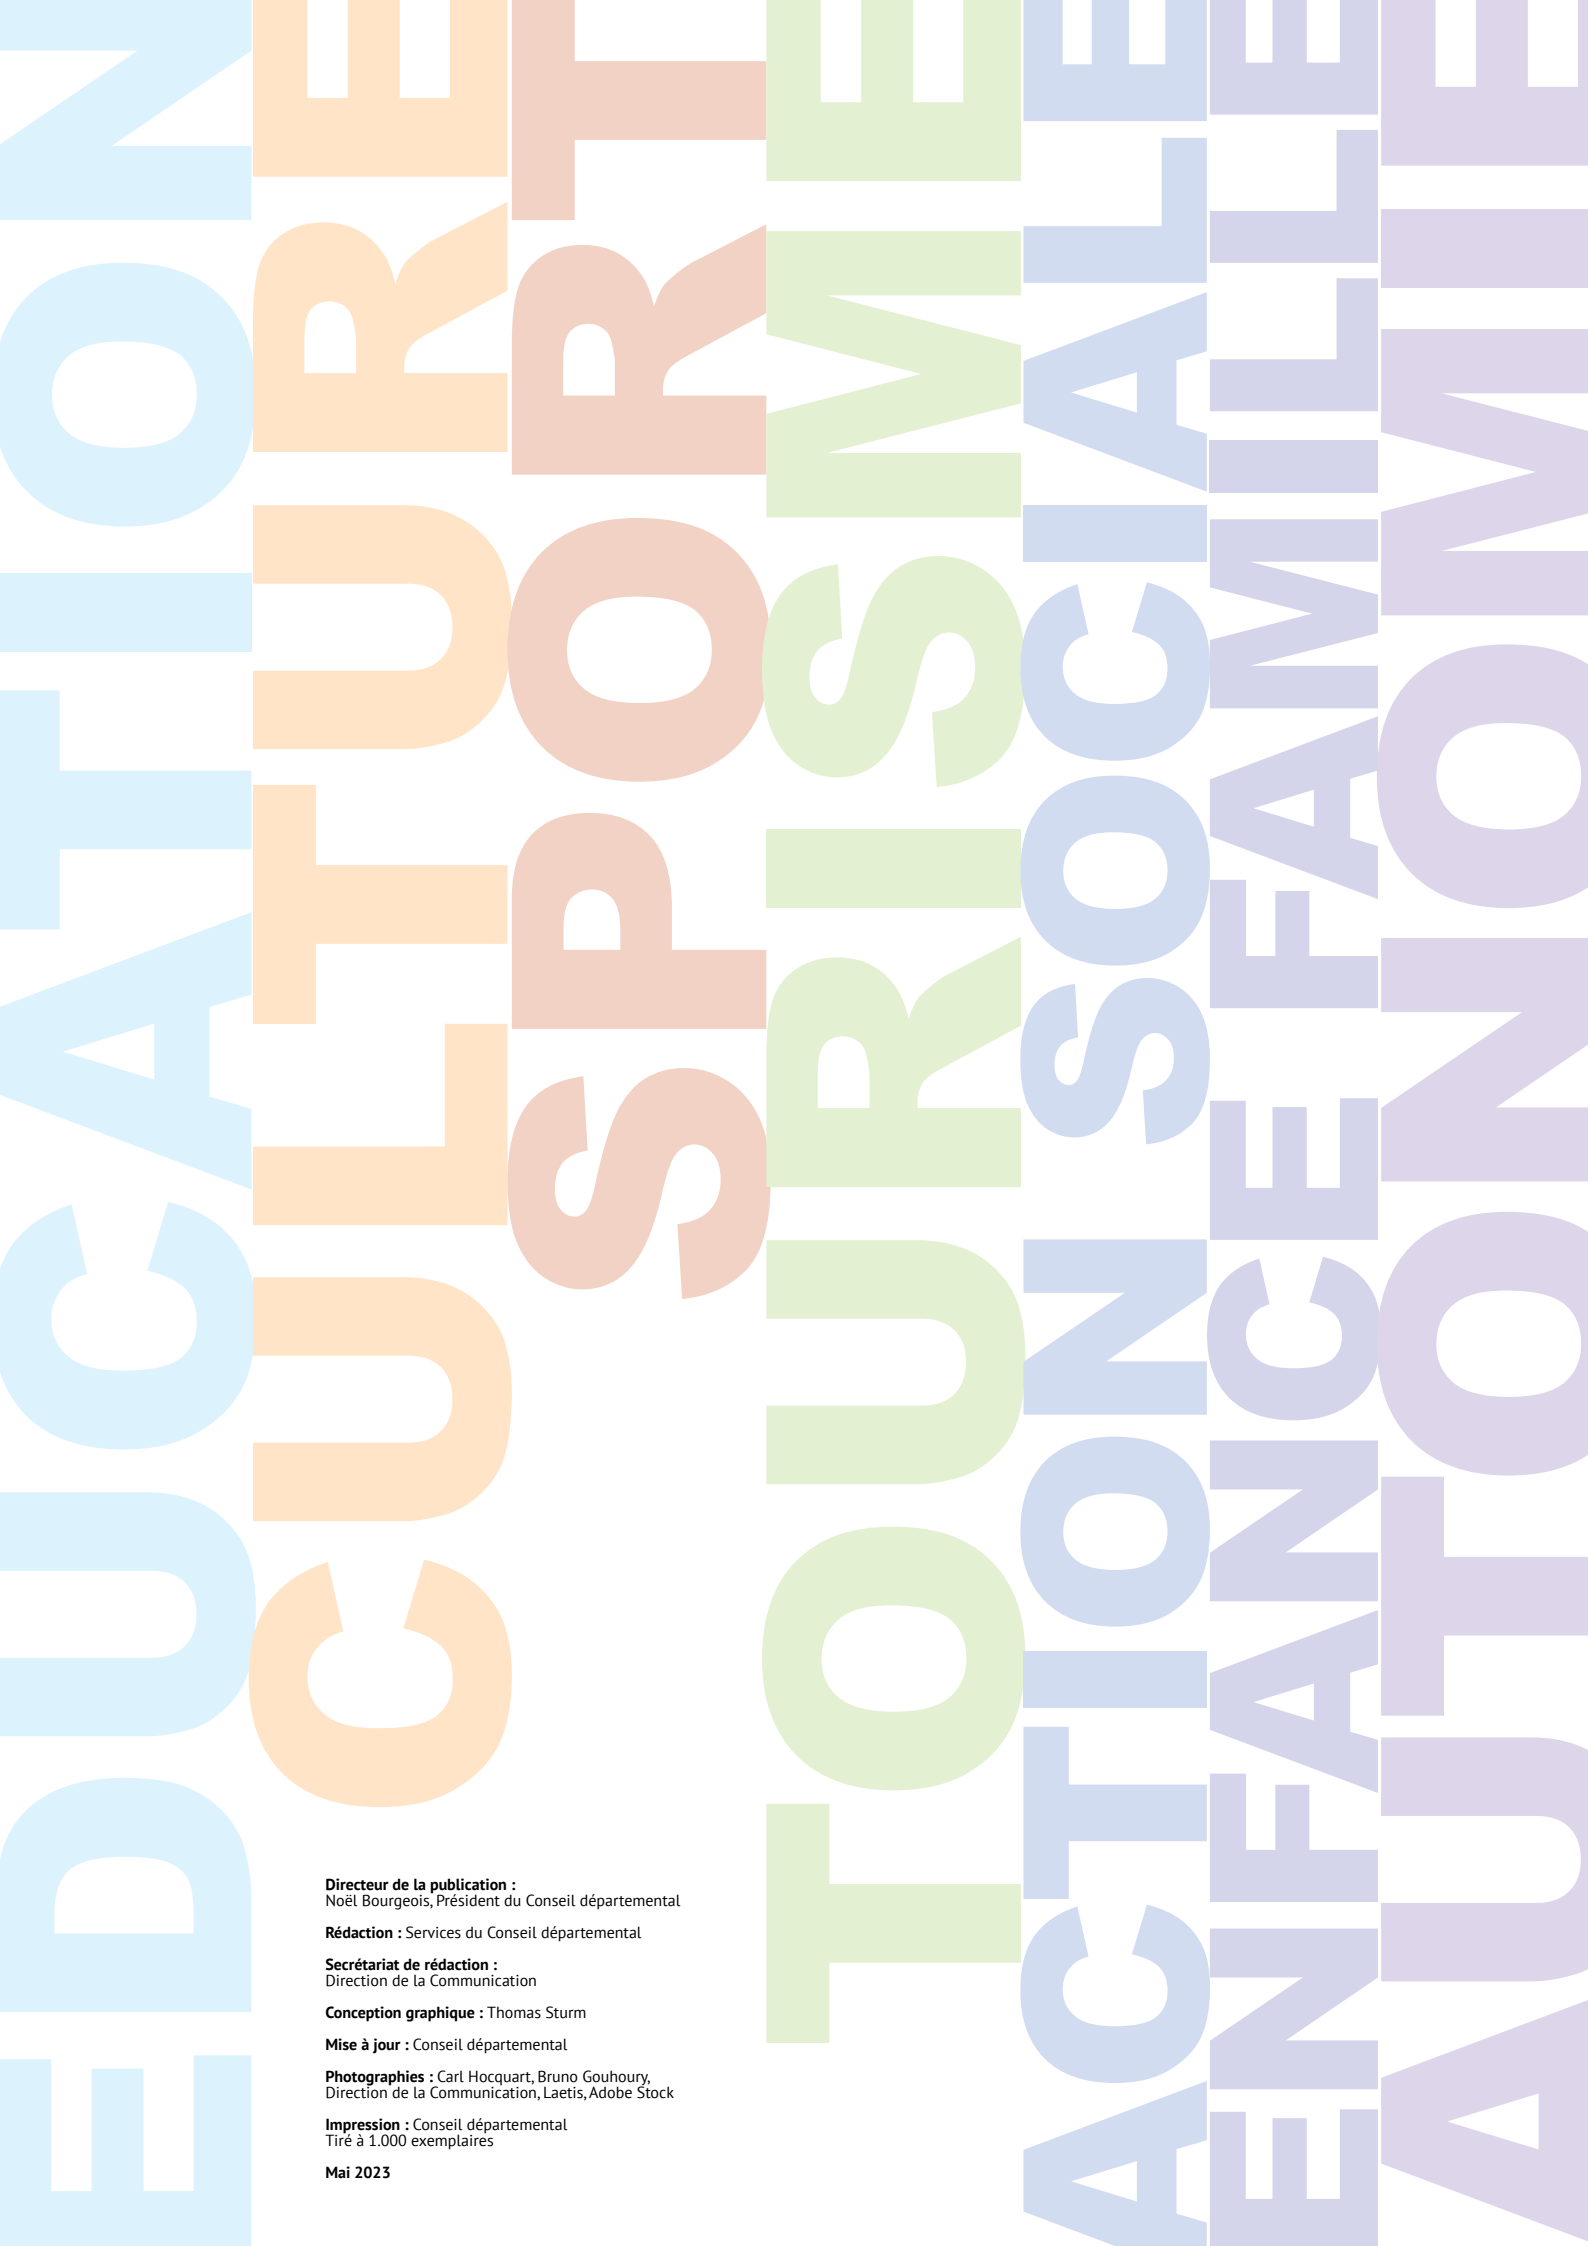 EDUCATION
CULTURE
SPORT
TOURISME
ACTION SOCIALE
ENFANCE FAMILLE
AUTONOMIE
Directeur de la publication :
Noël Bourgeois, Président du Conseil départemental
Rédaction : Services du Conseil départemental
Secrétariat de rédaction :
Direction de la Communication
Conception graphique : Thomas Sturm
Mise à jour : Conseil départemental
Photographies : Carl Hocquart, Bruno Gouhoury,
Direction de la Communication, Laetis, Adobe Stock
Impression : Conseil départemental
Tiré à 1.000 exemplaires
Mai 2023